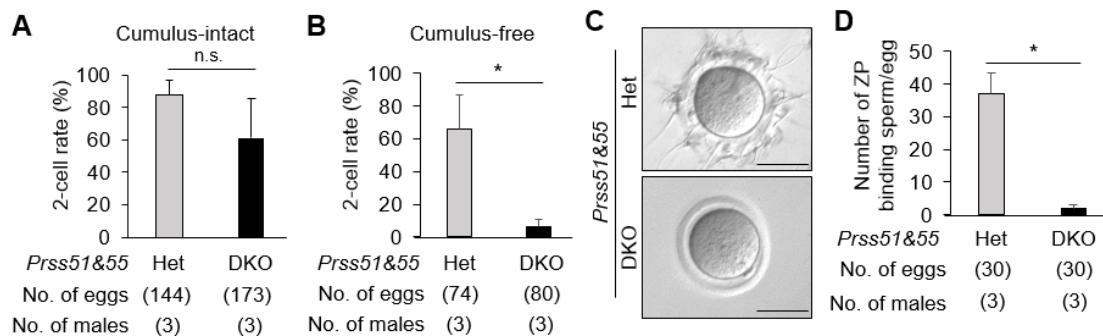 A
Cumulus-intact
n.s.
2-cell rate (%)
100
80
60
40
20
0
Prss51&55 Het DKO
No. of eggs (144) (173)
No. of males (3) (3)
B
Cumulus-free
*
2-cell rate (%)
100
80
60
40
20
0
Prss51&55 Het DKO
No. of eggs (74) (80)
No. of males (3) (3)
C
Prss51&55
Het
DKO
D
*
Number of ZP
binding sperm/egg
50
40
30
20
10
0
Prss51&55 Het DKO
No. of eggs (30) (30)
No. of males (3) (3)